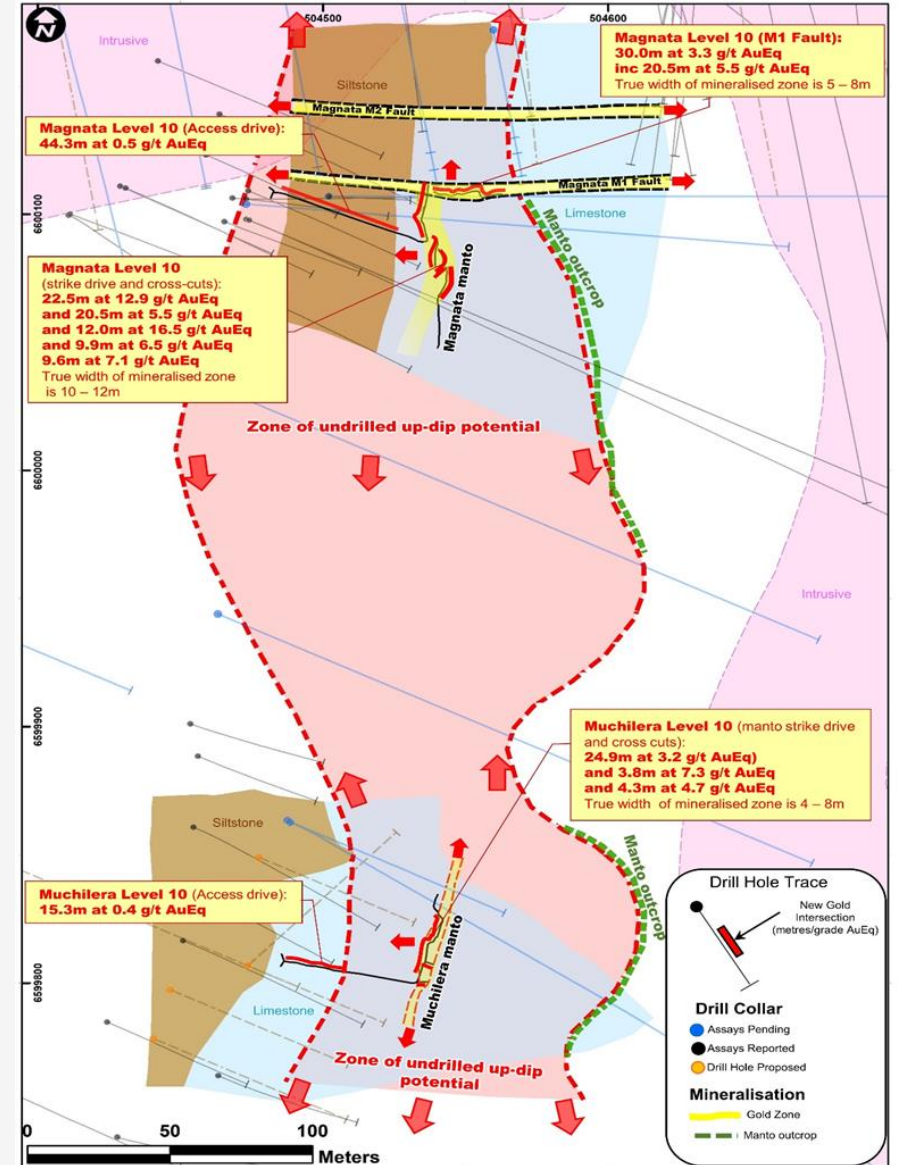 N
504500
504600
Intrusive
Magnata Level 10 (M1 Fault):
30.0m at 3.3 g/t AuEq
inc 20.5m at 5.5 g/t AuEq
True width of mineralised zone is 5 – 8m
Siltstone
Magnata M2 Fault
Magnata Level 10 (Access drive):
44.3m at 0.5 g/t AuEq
Magnata M1 Fault
6600100
Limestone
Manto outcrop
Magnata manto
Magnata Level 10
(strike drive and cross-cuts):
22.5m at 12.9 g/t AuEq
and 20.5m at 5.5 g/t AuEq
and 12.0m at 16.5 g/t AuEq
and 9.9m at 6.5 g/t AuEq
9.6m at 7.1 g/t AuEq
True width of mineralised zone
is 10 – 12m
Zone of undrilled up-dip potential
6600000
Intrusive
6599900
Muchilera Level 10 (manto strike drive
and cross cuts):
24.9m at 3.2 g/t AuEq)
and 3.8m at 7.3 g/t AuEq
and 4.3m at 4.7 g/t AuEq
True width of mineralised zone is 4 – 8m
Siltstone
Manto outcrop
Muchilera Level 10 (Access drive):
15.3m at 0.4 g/t AuEq
Muchilera manto
6599800
Limestone
Zone of undrilled up-dip
potential
Drill Hole Trace
New Gold
Intersection
(metres/grade AuEq)
Drill Collar
Assays Pending
Assays Reported
Drill Hole Proposed
Mineralisation
Gold Zone
Manto outcrop
0 50 100
Meters